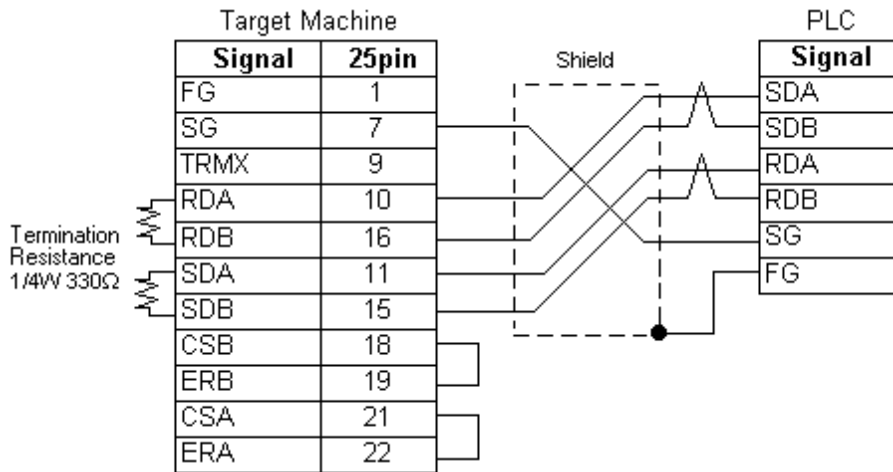 Target Machine
PLC
Signal 25pin
Shield
Signal
FG 1
SG 7
TRMX 9
RDA 10
RDB 16
SDA 11
SDB 15
CSB 18
ERB 19
CSA 21
ERA 22
Termination
Resistance
1/4W 330Ω
SDA
SDB
RDA
RDB
SG
FG